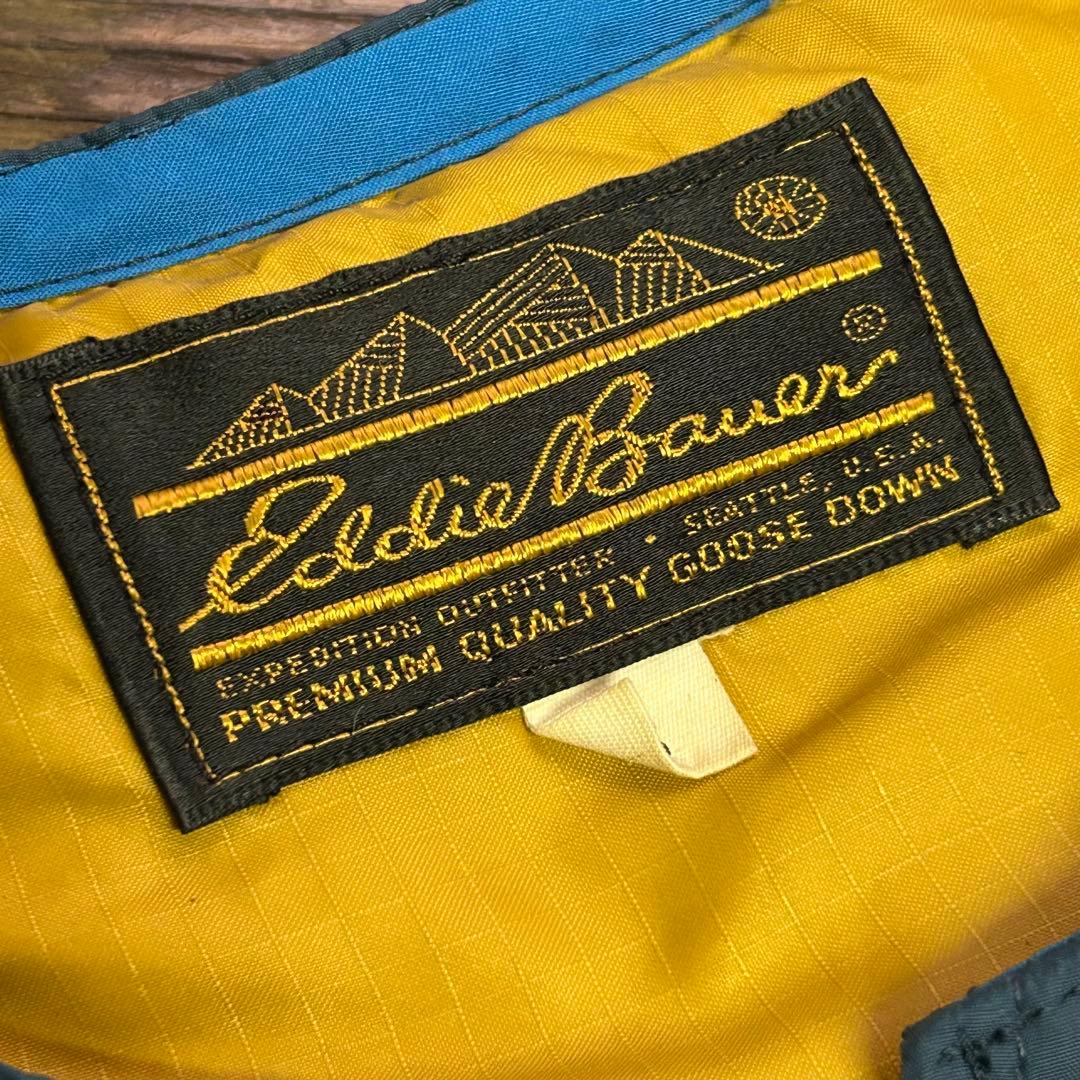 ®
Eddie Bauer
EXPEDITION OUTFITTER • SEATTLE, U.S.A.
PREMIUM QUALITY GOOSE DOWN